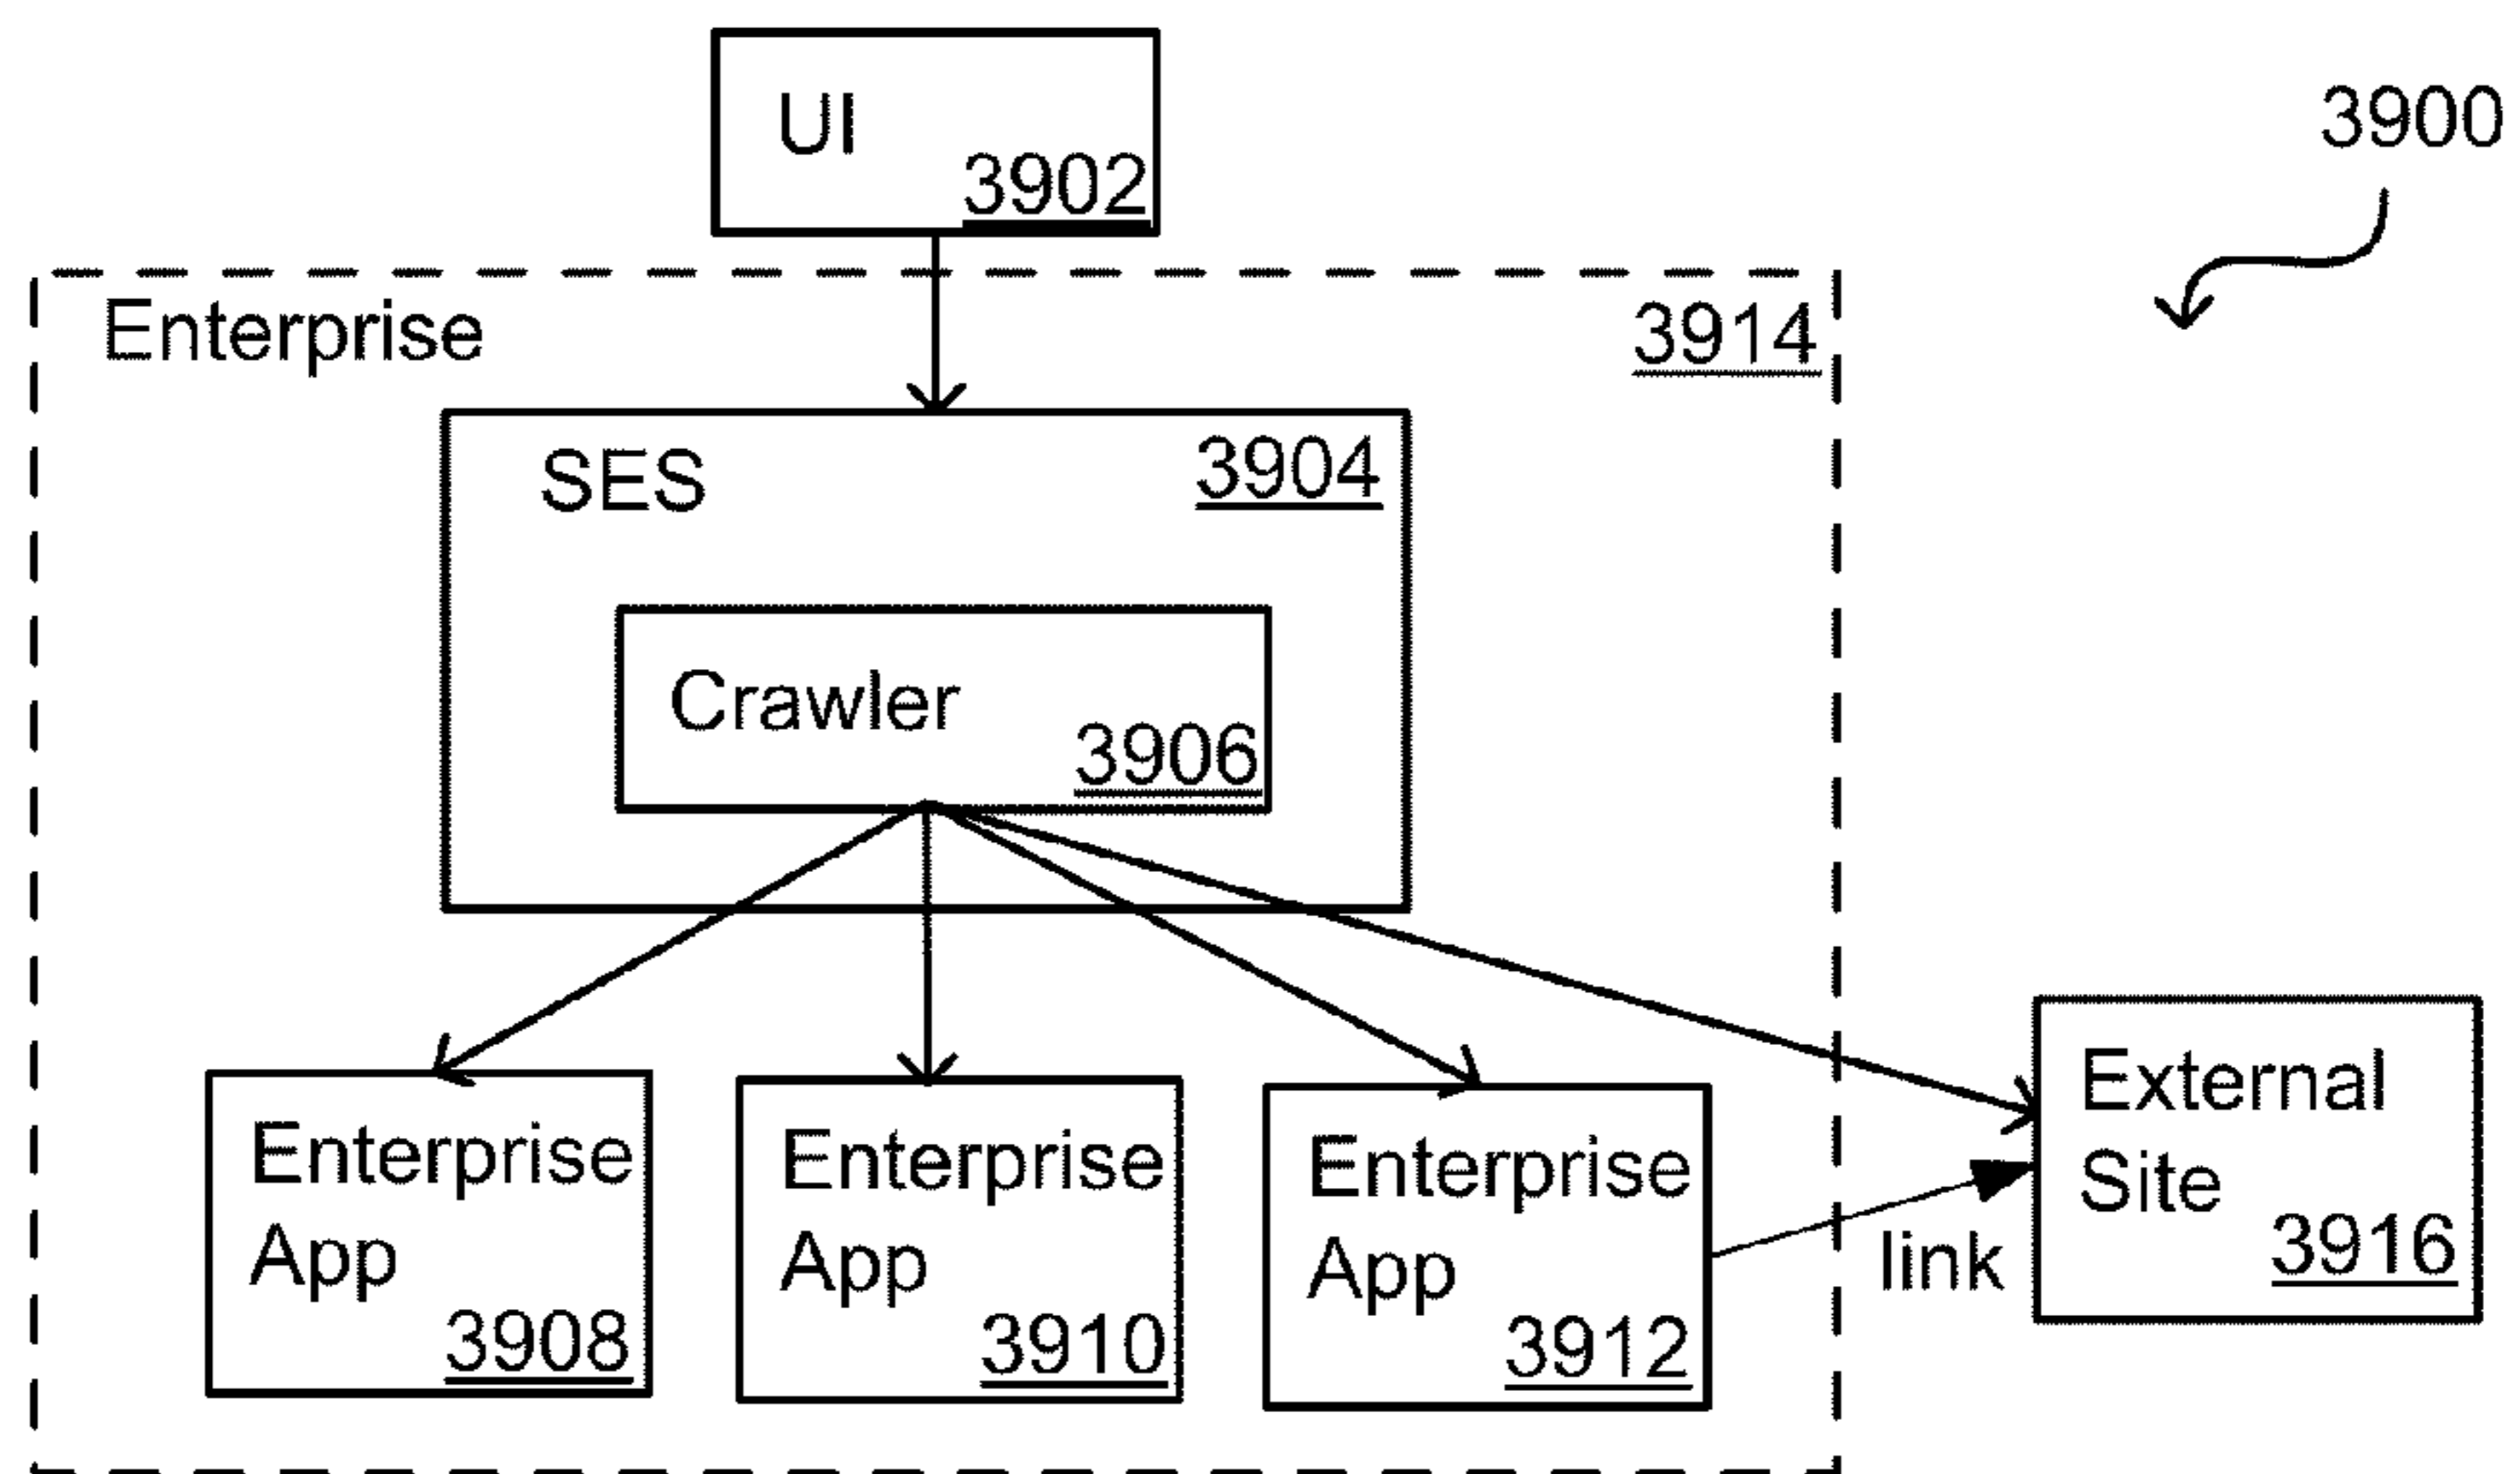 UI
3902
3900
Enterprise
3914
SES
3904
Crawler
3906
Enterprise
App
3908
Enterprise
App
3910
Enterprise
App
3912
link
External
Site
3916